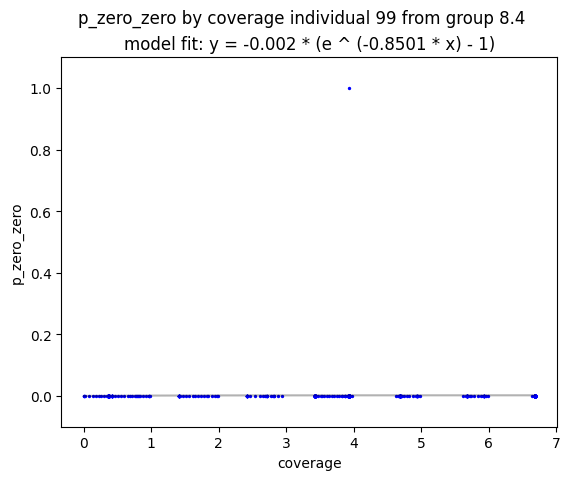 p_zero_zero by coverage individual 99 from group 8.4
model fit: y = -0.002 * (e ^ (-0.8501 * x) - 1)
1.0
0.8
0.6
0.4
0.2
0.0
p_zero_zero
0 1 2 3 4 5 6 7
coverage